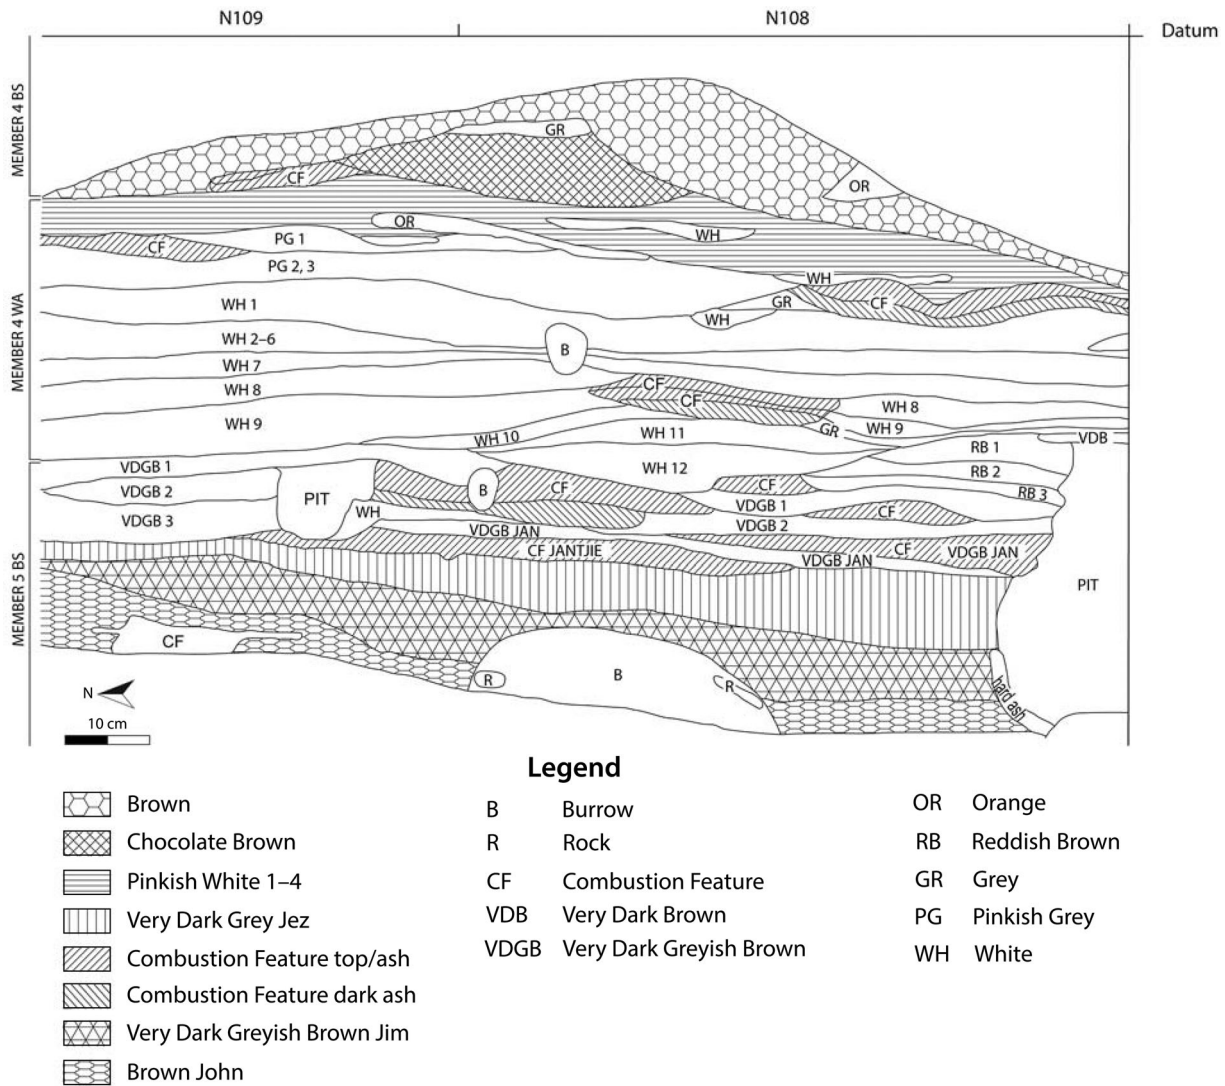 N109
N108
Datum
MEMBER 4 BS
GR
CF
OR
MEMBER 4 WA
OR
WH
CF
PG 1
PG 2, 3
WH
WH 1
GR
CF
WH
WH 2–6
B
WH 7
WH 8
CF
CF
WH 8
WH 9
GR
WH 9
WH 10
WH 11
VDB
RB 1
MEMBER 5 BS
VDGB 1
WH 12
RB 2
VDGB 2
PIT
B
CF
CF
RB 3
WH
VDGB 1
CF
VDGB 3
VDGB JAN
VDGB 2
CF JANTJIE
VDGB JAN
CF
VDGB JAN
PIT
CF
R
B
R
hard ash
N
10 cm
Legend
Brown
Chocolate Brown
Pinkish White 1–4
Very Dark Grey Jez
Combustion Feature top/ash
Combustion Feature dark ash
Very Dark Greyish Brown Jim
Brown John
B Burrow
R Rock
CF Combustion Feature
VDB Very Dark Brown
VDGB Very Dark Greyish Brown
OR Orange
RB Reddish Brown
GR Grey
PG Pinkish Grey
WH White